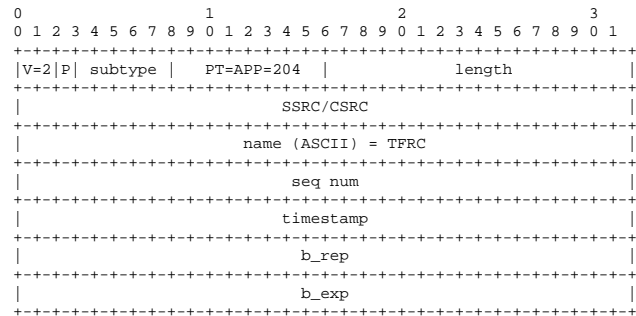 0                   1                   2                   3
0 1 2 3 4 5 6 7 8 9 0 1 2 3 4 5 6 7 8 9 0 1 2 3 4 5 6 7 8 9 0 1
+-+-+-+-+-+-+-+-+-+-+-+-+-+-+-+-+-+-+-+-+-+-+-+-+-+-+-+-+-+-+-+-+
|V=2|P| subtype |   PT=APP=204  |             length            |
+-+-+-+-+-+-+-+-+-+-+-+-+-+-+-+-+-+-+-+-+-+-+-+-+-+-+-+-+-+-+-+-+
|                           SSRC/CSRC                           |
+-+-+-+-+-+-+-+-+-+-+-+-+-+-+-+-+-+-+-+-+-+-+-+-+-+-+-+-+-+-+-+-+
|                      name (ASCII) = TFRC                      |
+-+-+-+-+-+-+-+-+-+-+-+-+-+-+-+-+-+-+-+-+-+-+-+-+-+-+-+-+-+-+-+-+
|                            seq num                            |
+-+-+-+-+-+-+-+-+-+-+-+-+-+-+-+-+-+-+-+-+-+-+-+-+-+-+-+-+-+-+-+-+
|                           timestamp                           |
+-+-+-+-+-+-+-+-+-+-+-+-+-+-+-+-+-+-+-+-+-+-+-+-+-+-+-+-+-+-+-+-+
|                             b_rep                             |
+-+-+-+-+-+-+-+-+-+-+-+-+-+-+-+-+-+-+-+-+-+-+-+-+-+-+-+-+-+-+-+-+
|                             b_exp                             |
+-+-+-+-+-+-+-+-+-+-+-+-+-+-+-+-+-+-+-+-+-+-+-+-+-+-+-+-+-+-+-+-+